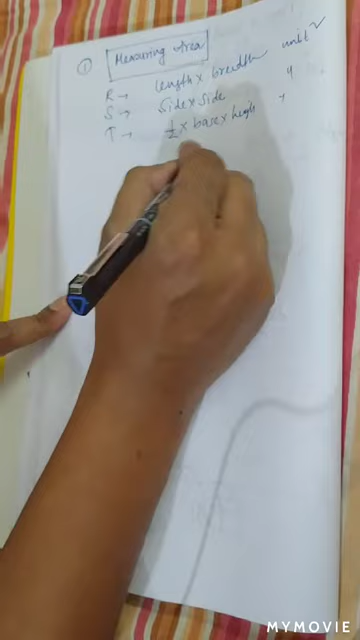 ① Measuring Area
R → length × breadth unit²
S → Side × Side "
T → 1/2 × base × heigh "
MYMOVIE